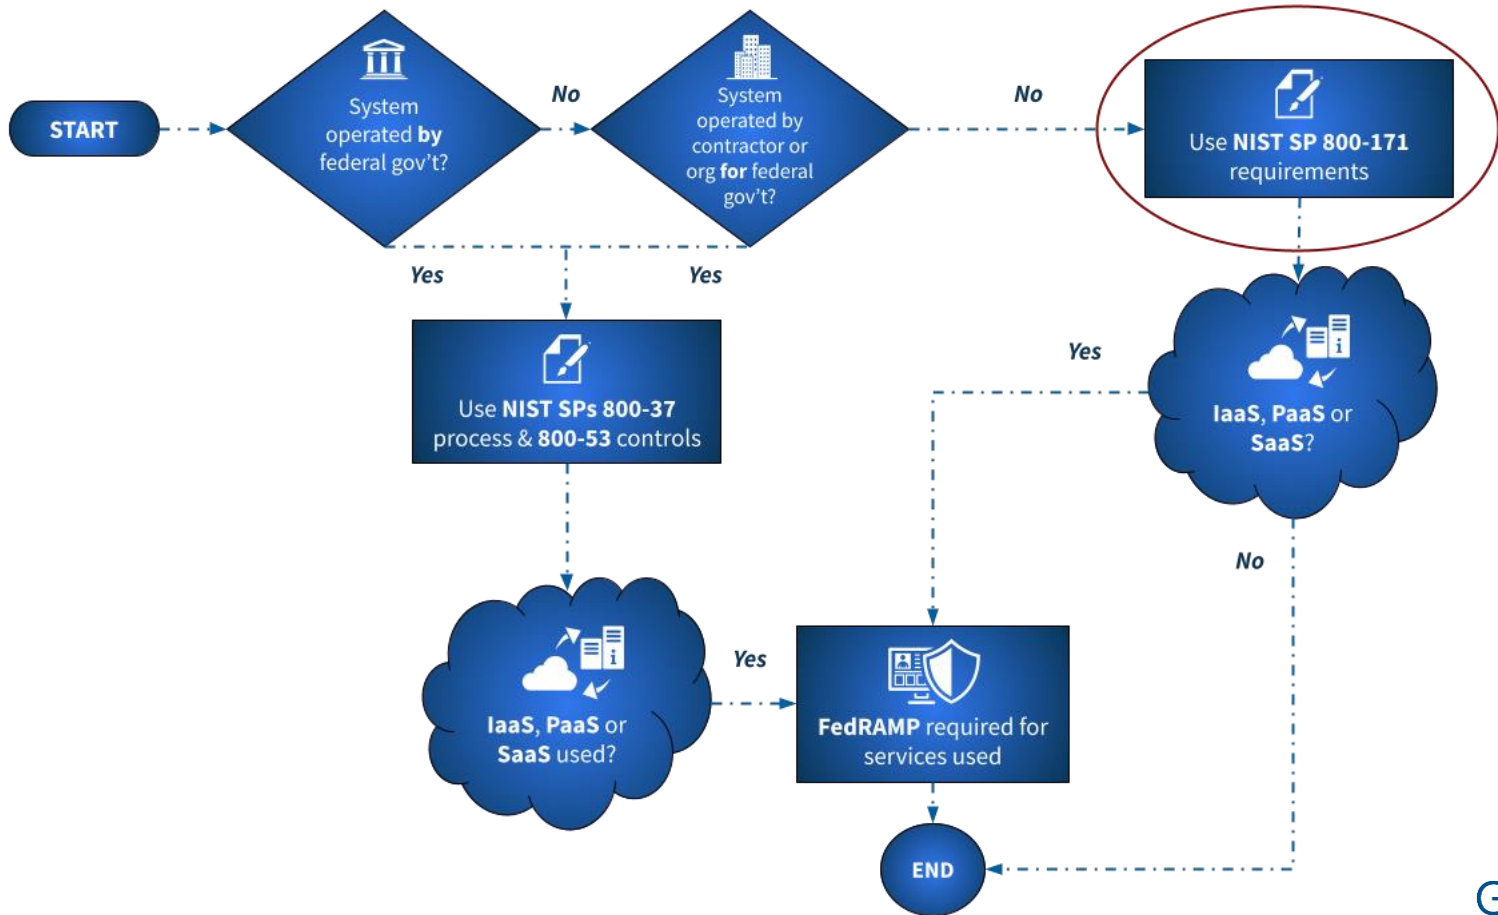 START
System
operated by
federal gov't?
No
System
operated by
contractor or
org for federal
gov't?
No
Use NIST SP 800-171
requirements
Yes
Yes
Use NIST SPs 800-37
process & 800-53 controls
Yes
IaaS, PaaS or
SaaS?
No
IaaS, PaaS or
SaaS used?
Yes
FedRAMP required for
services used
END
G